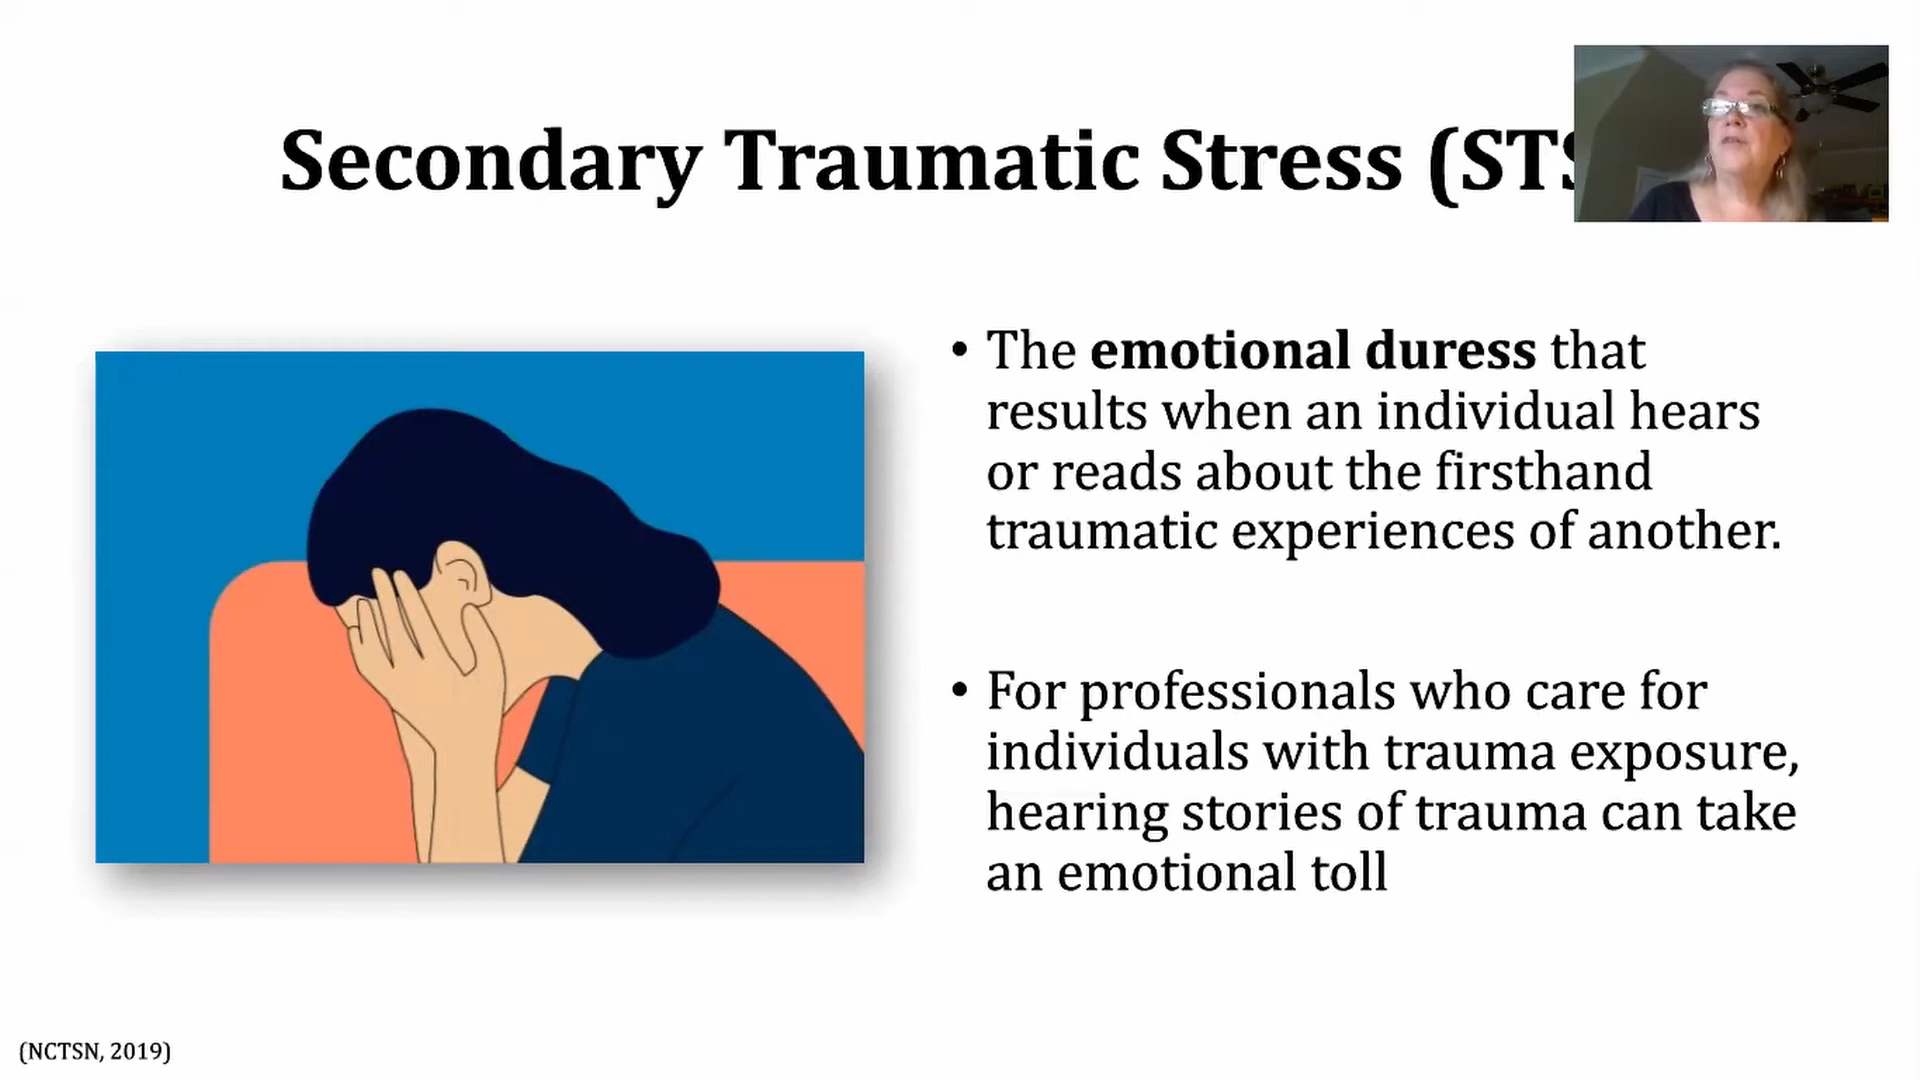 Secondary Traumatic Stress (STS
• The emotional duress that
results when an individual hears
or reads about the firsthand
traumatic experiences of another.
• For professionals who care for
individuals with trauma exposure,
hearing stories of trauma can take
an emotional toll
(NCTSN, 2019)